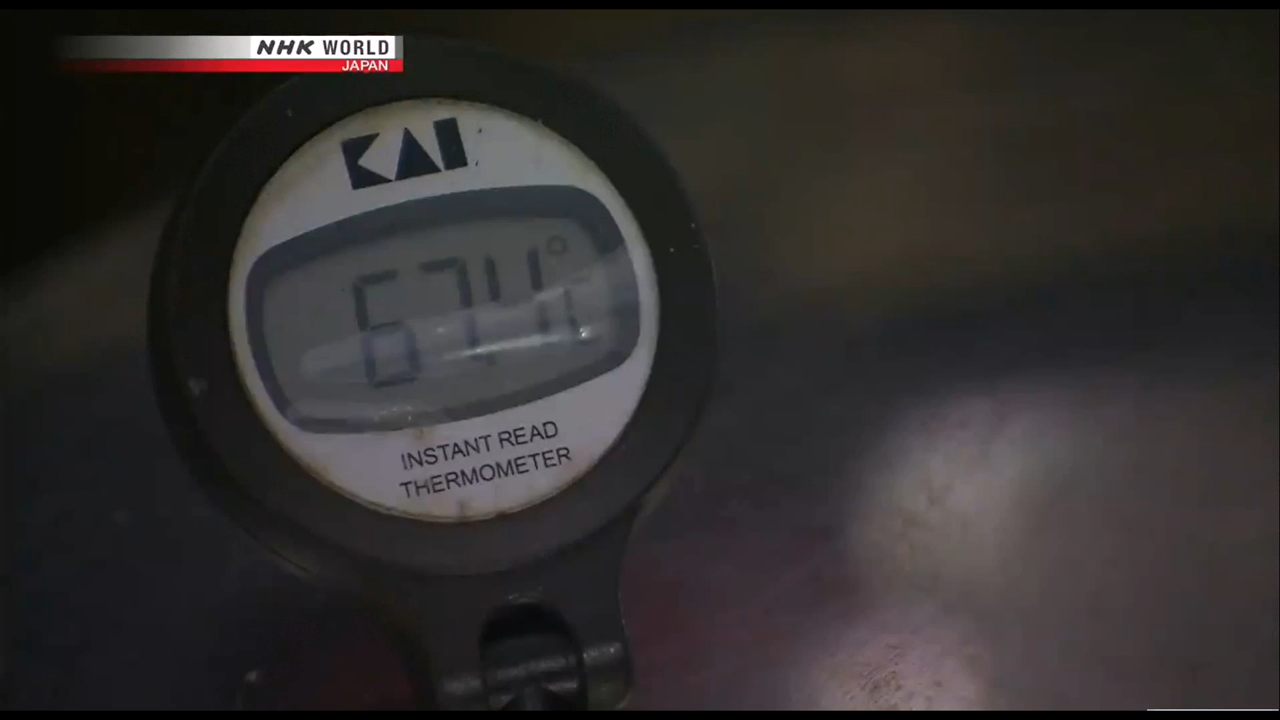 NHK WORLD
JAPAN
KAI
67.4°
INSTANT READ
THERMOMETER